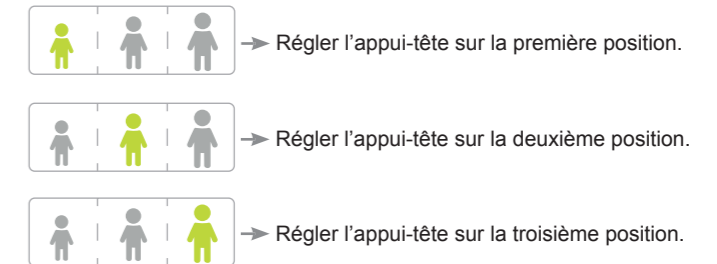 Régler l’appui-tête sur la première position.
Régler l’appui-tête sur la deuxième position.
Régler l’appui-tête sur la troisième position.